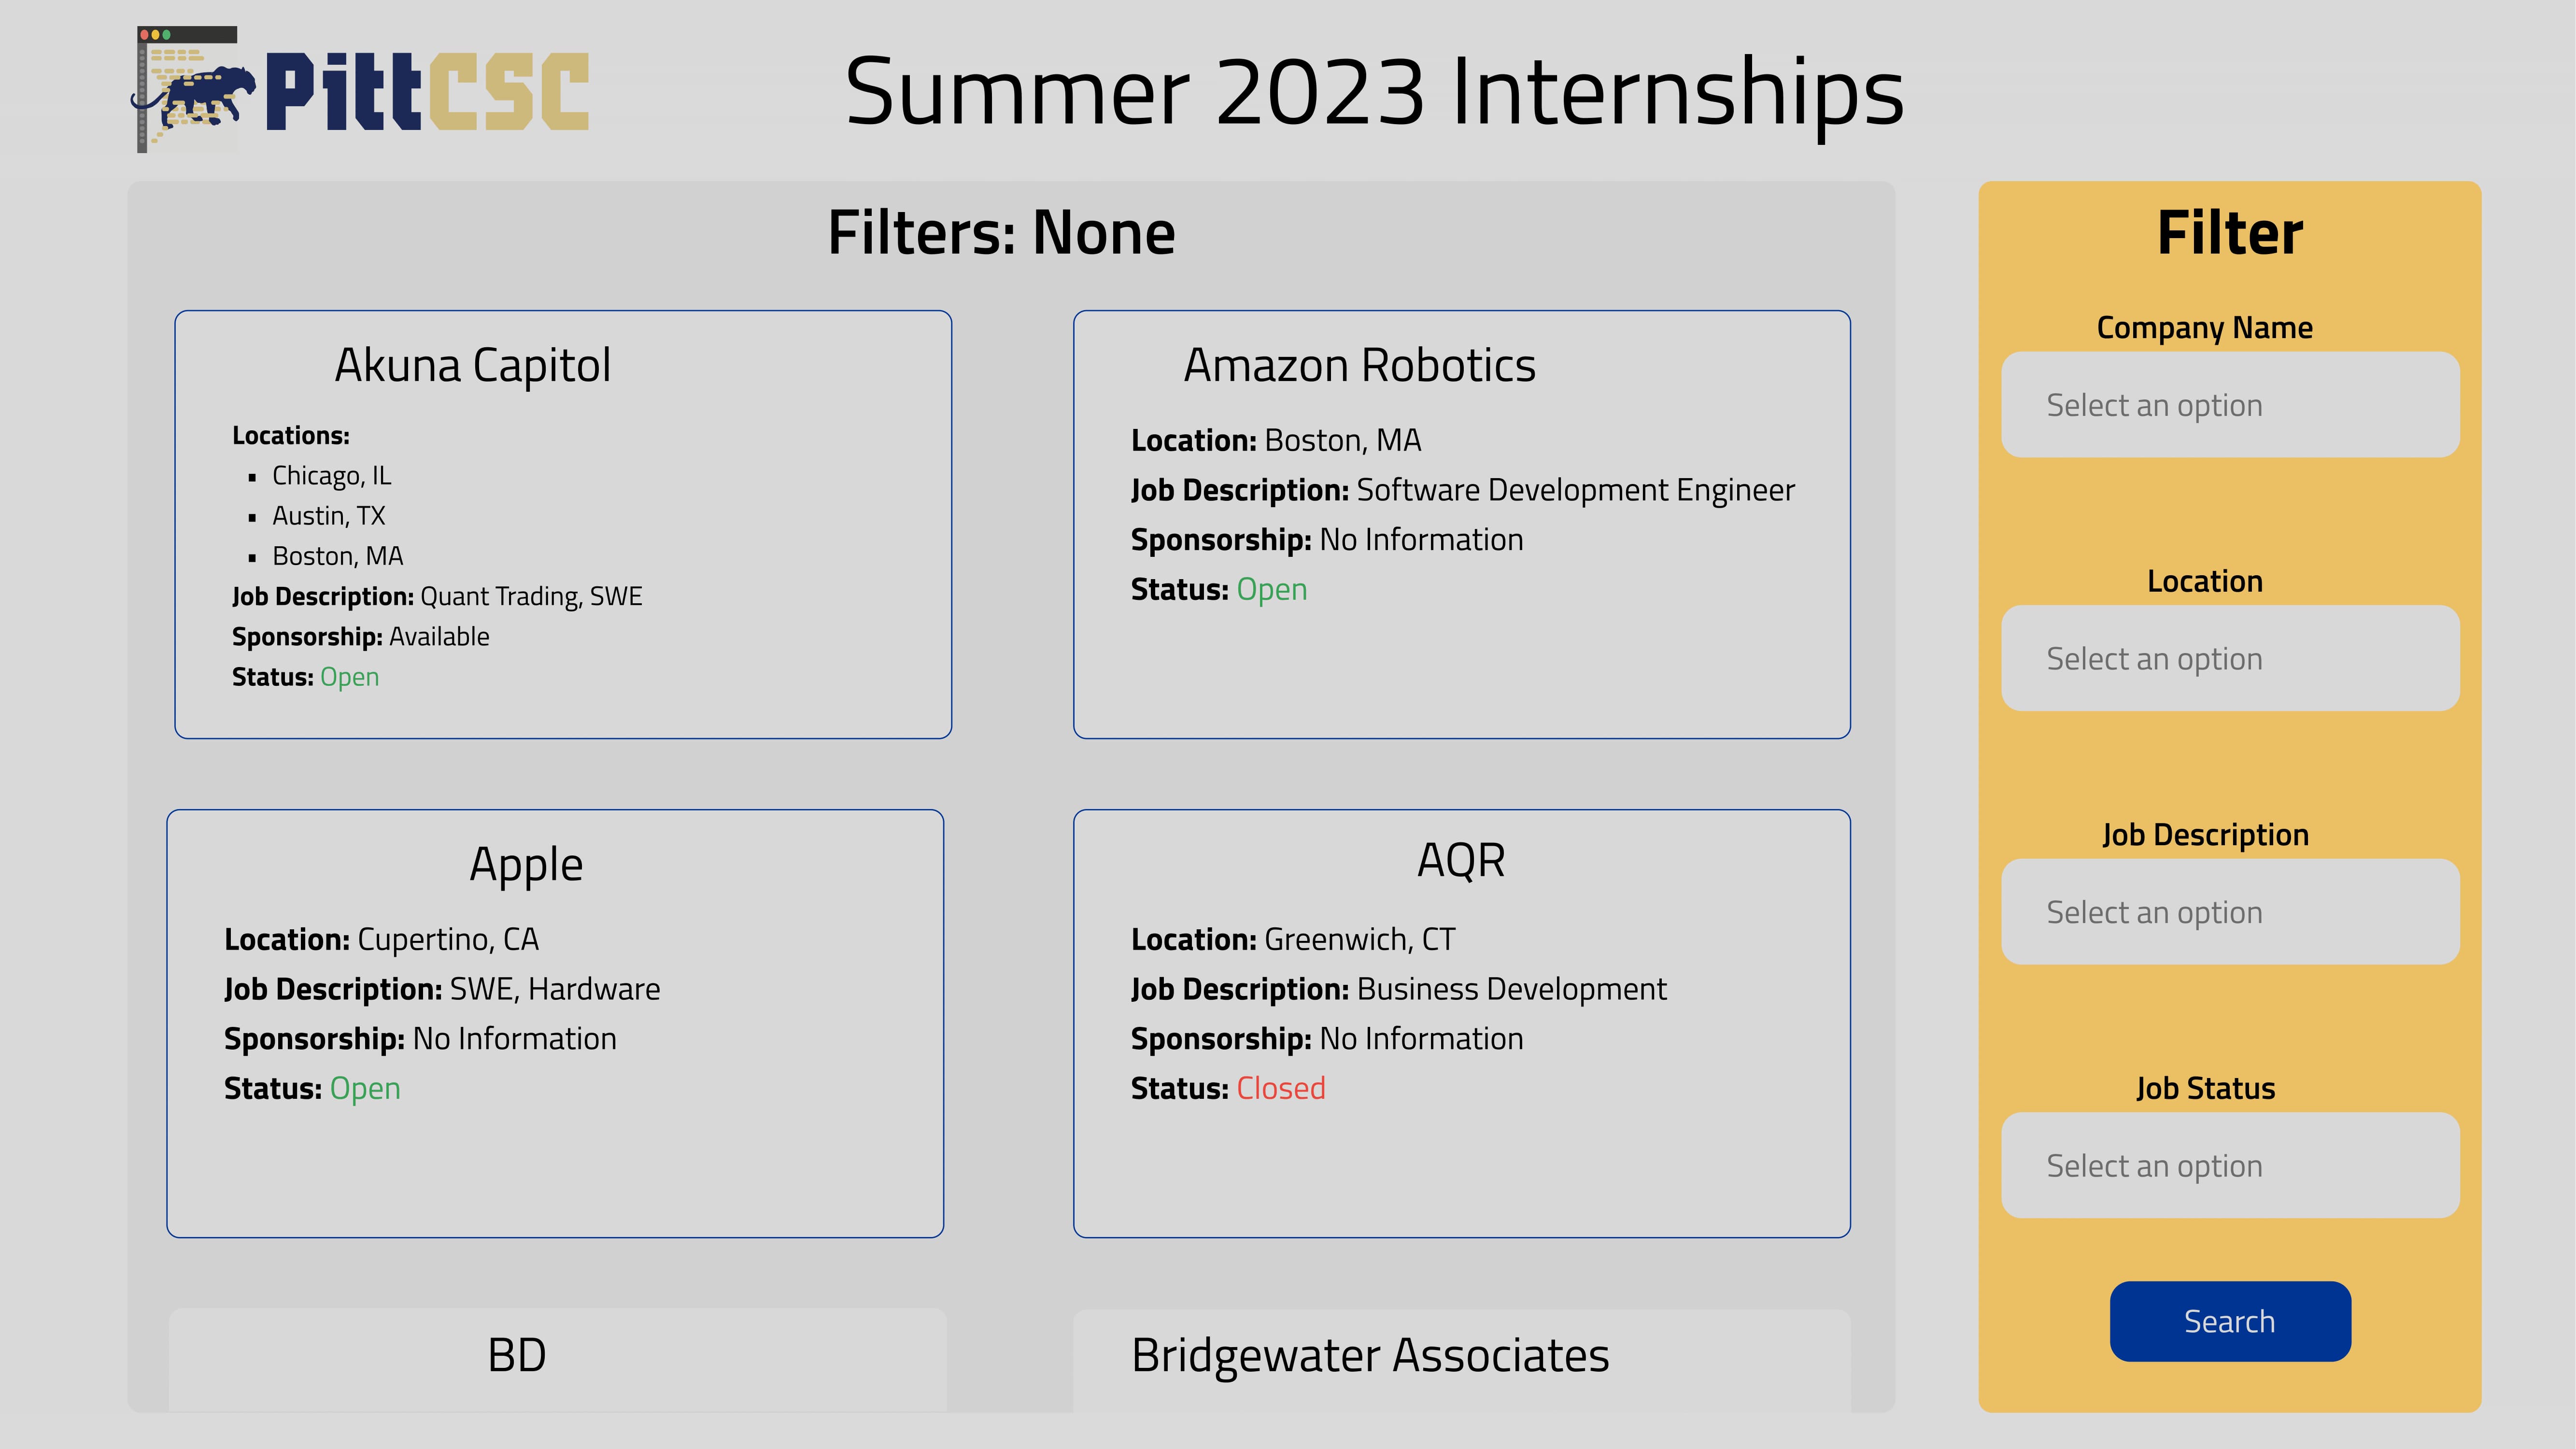 PittCSC
Summer 2023 Internships
Filters: None
Akuna Capitol
Locations:
▪ Chicago, IL
▪ Austin, TX
▪ Boston, MA
Job Description: Quant Trading, SWE
Sponsorship: Available
Status: Open
Amazon Robotics
Location: Boston, MA
Job Description: Software Development Engineer
Sponsorship: No Information
Status: Open
Apple
Location: Cupertino, CA
Job Description: SWE, Hardware
Sponsorship: No Information
Status: Open
AQR
Location: Greenwich, CT
Job Description: Business Development
Sponsorship: No Information
Status: Closed
BD
Bridgewater Associates
Filter
Company Name
Select an option
Location
Select an option
Job Description
Select an option
Job Status
Select an option
Search